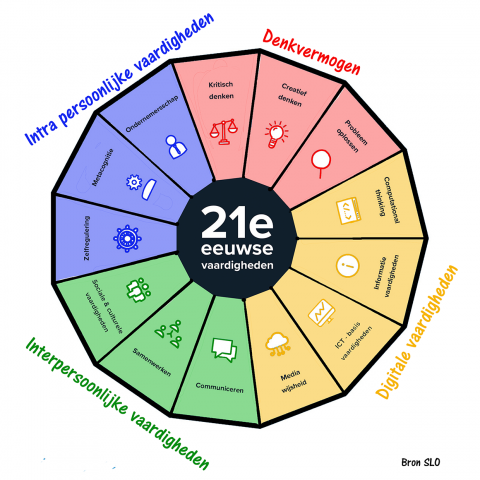 Intra persoonlijke vaardigheden
Denkvermogen
Kritisch
denken
Creatief
denken
Probleem
oplossen
Computational
thinking
Informatie
vaardigheden
ICT - basis
vaardigheden
Media
wijsheid
Communiceren
Samenwerken
Sociale & culturele
vaardigheden
Zelfregulering
Metacognitie
Ondernemersschap
21e
eeuwse
vaardigheden
Digitale vaardigheden
Interpersoonlijke vaardigheden
Bron SLO